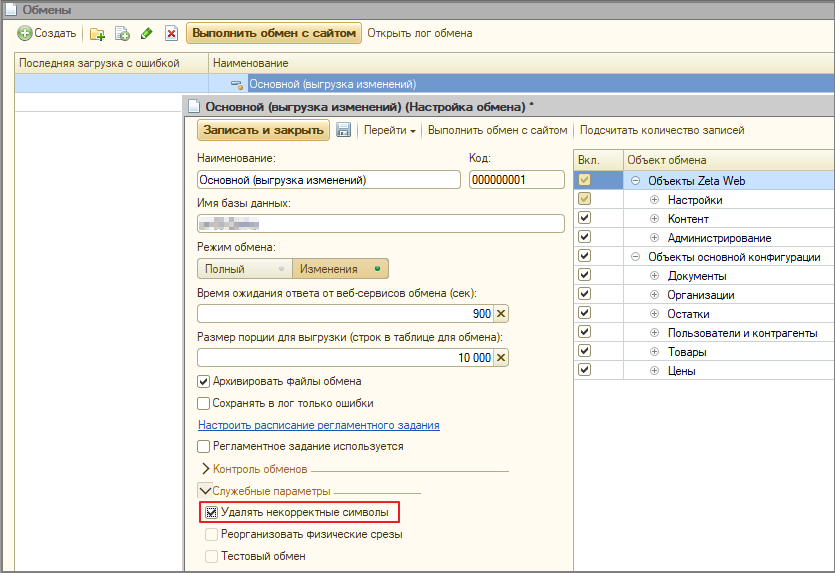 Обмены
Создать Выполнить обмен с сайтом Открыть лог обмена
Последняя загрузка с ошибкой Наименование
Основной (выгрузка изменений)
Основной (выгрузка изменений) (Настройка обмена) *
Записать и закрыть Перейти Выполнить обмен с сайтом Подсчитать количество записей
Наименование: Код:
Основной (выгрузка изменений) 000000001
Имя базы данных:
Режим обмена:
Полный Изменения
Время ожидания ответа от веб-сервисов обмена (сек):
900
Размер порции для выгрузки (строк в таблице для обмена):
10 000
Архивировать файлы обмена
Сохранять в лог только ошибки
Настроить расписание регламентного задания
Регламентное задание используется
Контроль обменов
Служебные параметры
Удалять некорректные символы
Реорганизовать физические срезы
Тестовый обмен
Вкл. Объект обмена
Объекты Zeta Web
Настройки
Контент
Администрирование
Объекты основной конфигурации
Документы
Организации
Остатки
Пользователи и контрагенты
Товары
Цены